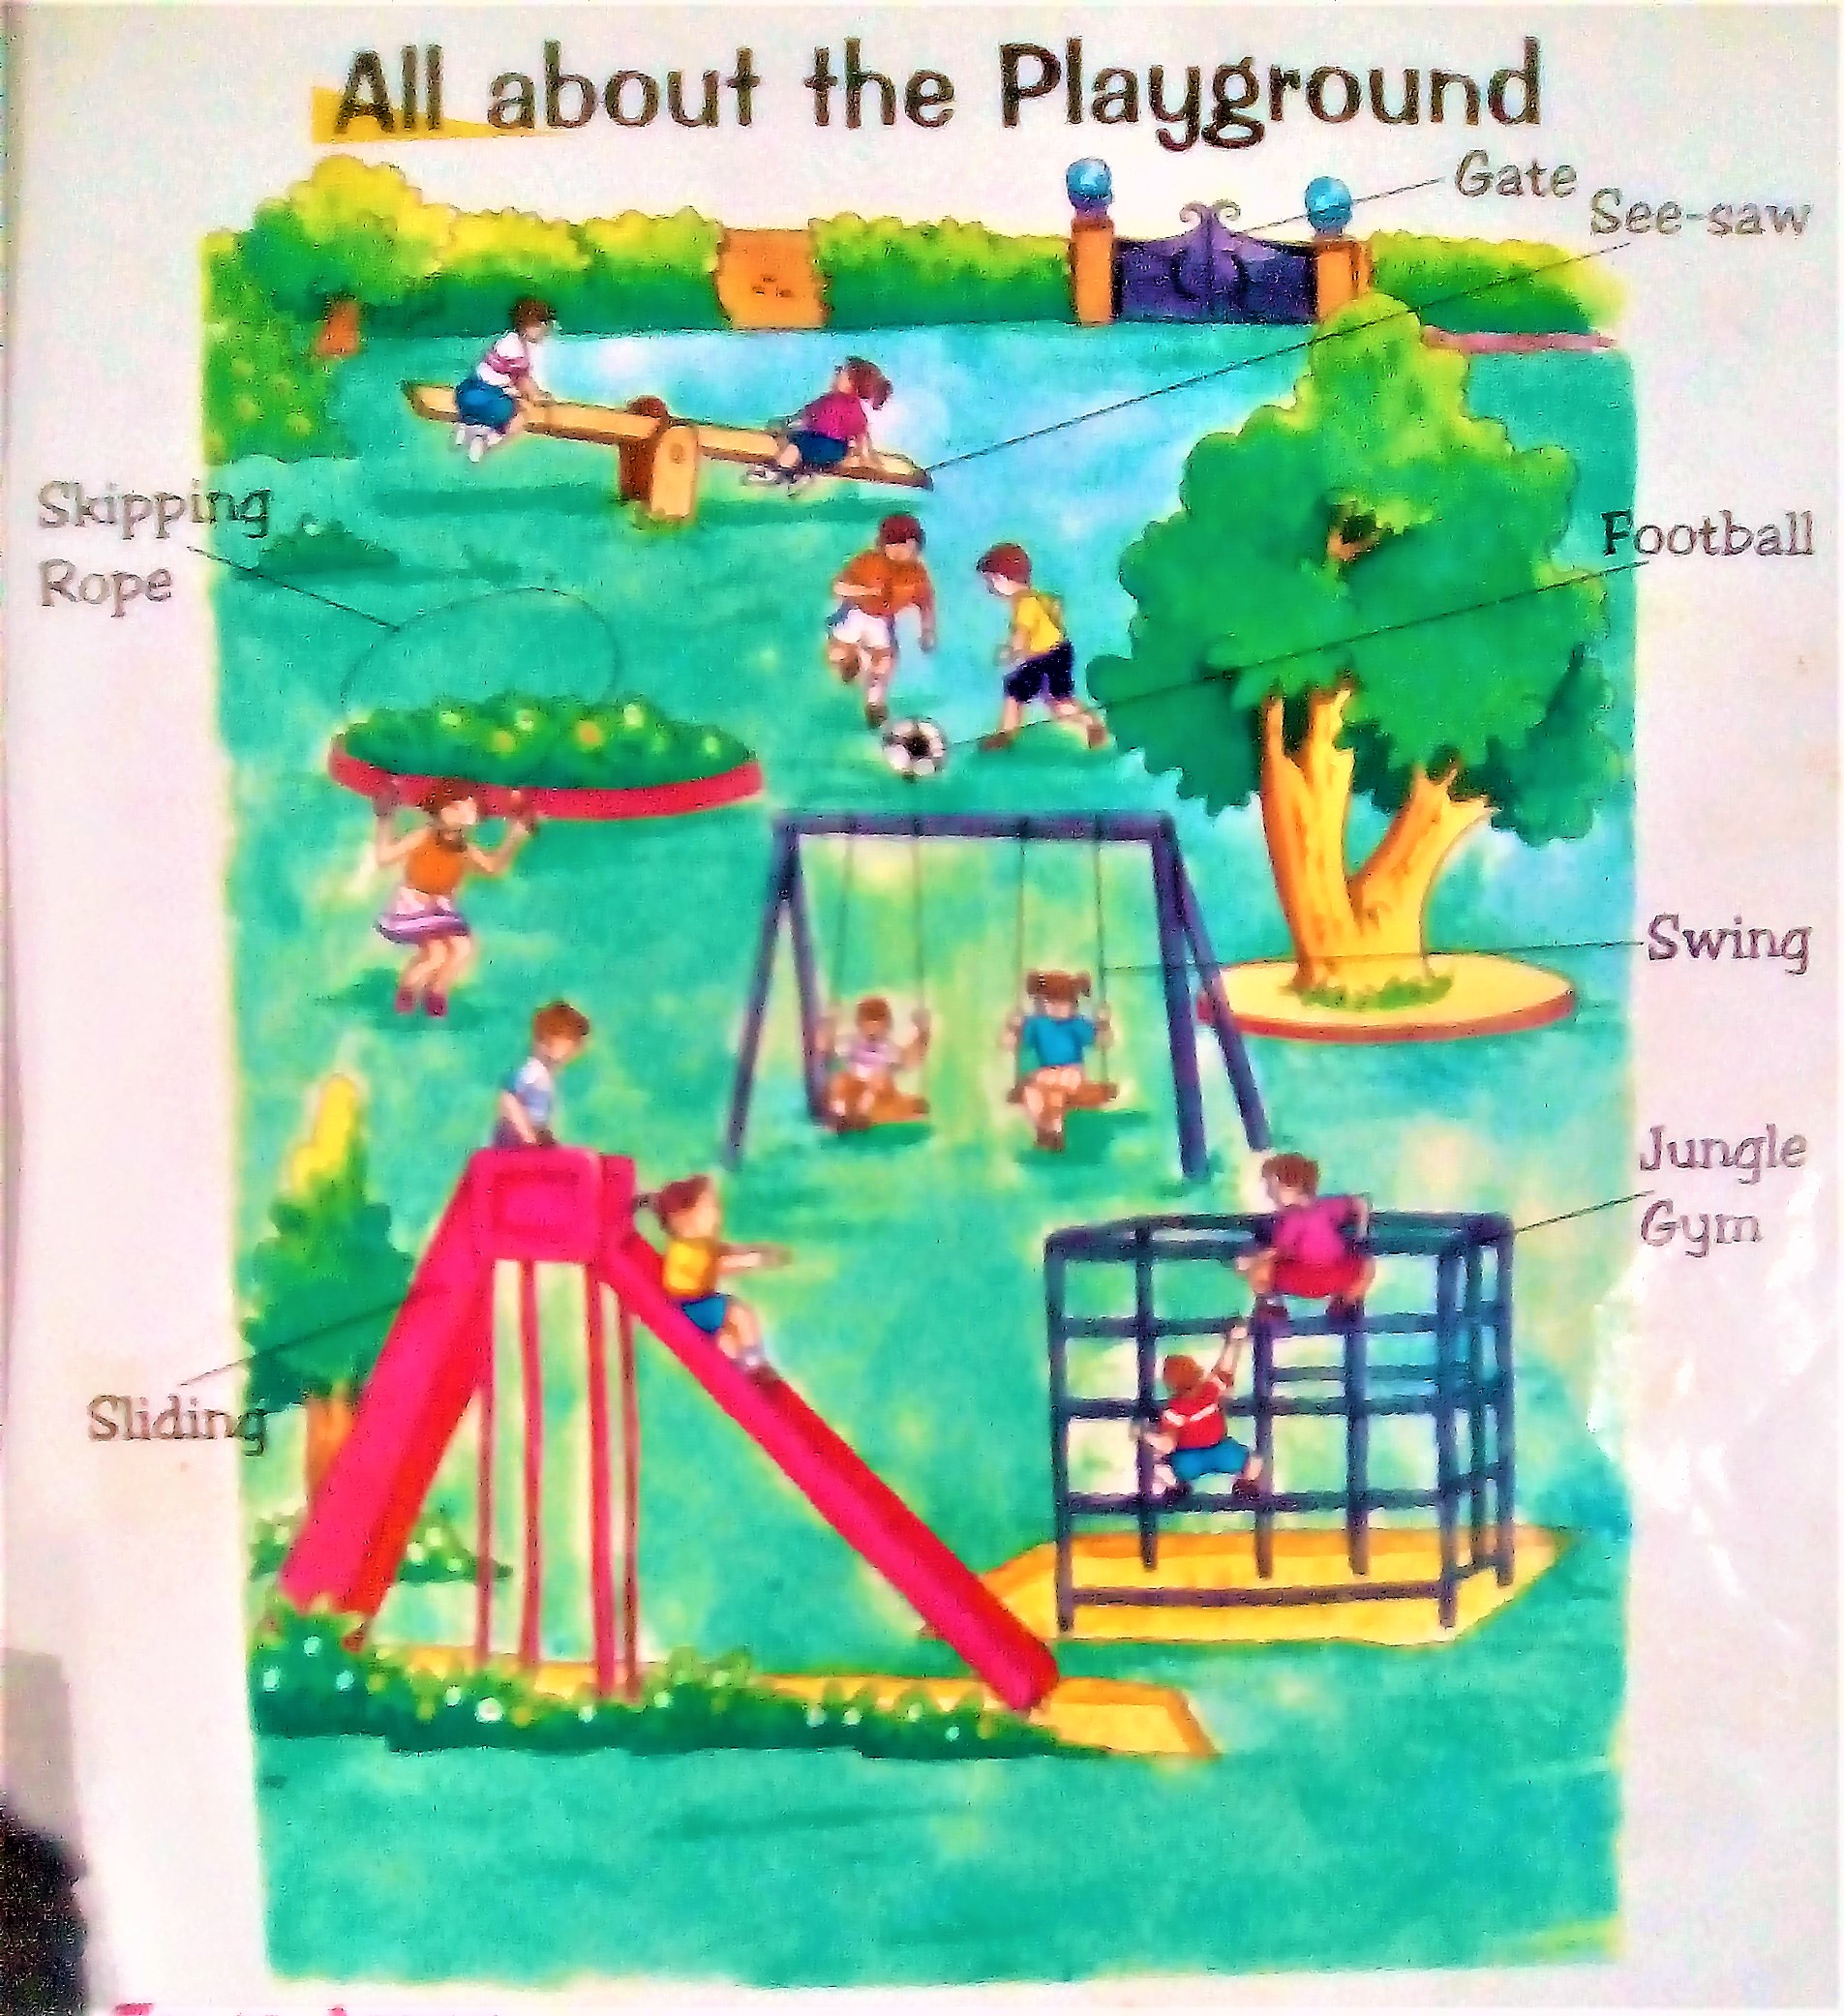 All about the Playground
Gate
See-saw
Skipping
Rope
Football
Swing
Jungle
Gym
Sliding